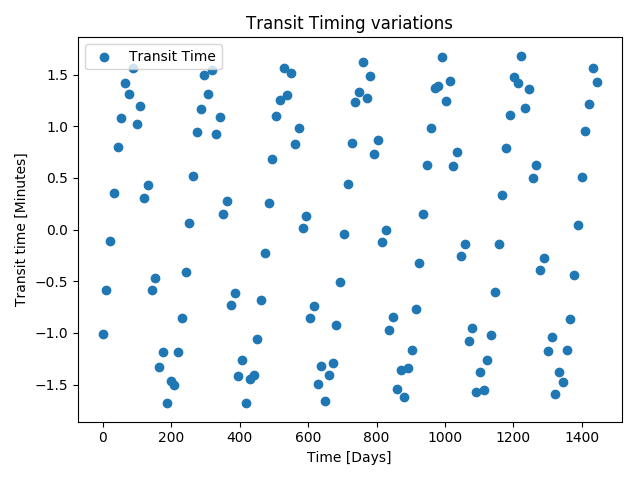 Transit Timing variations
Transit Time
Transit time [Minutes]
1.5
1.0
0.5
0.0
−0.5
−1.0
−1.5
0 200 400 600 800 1000 1200 1400
Time [Days]